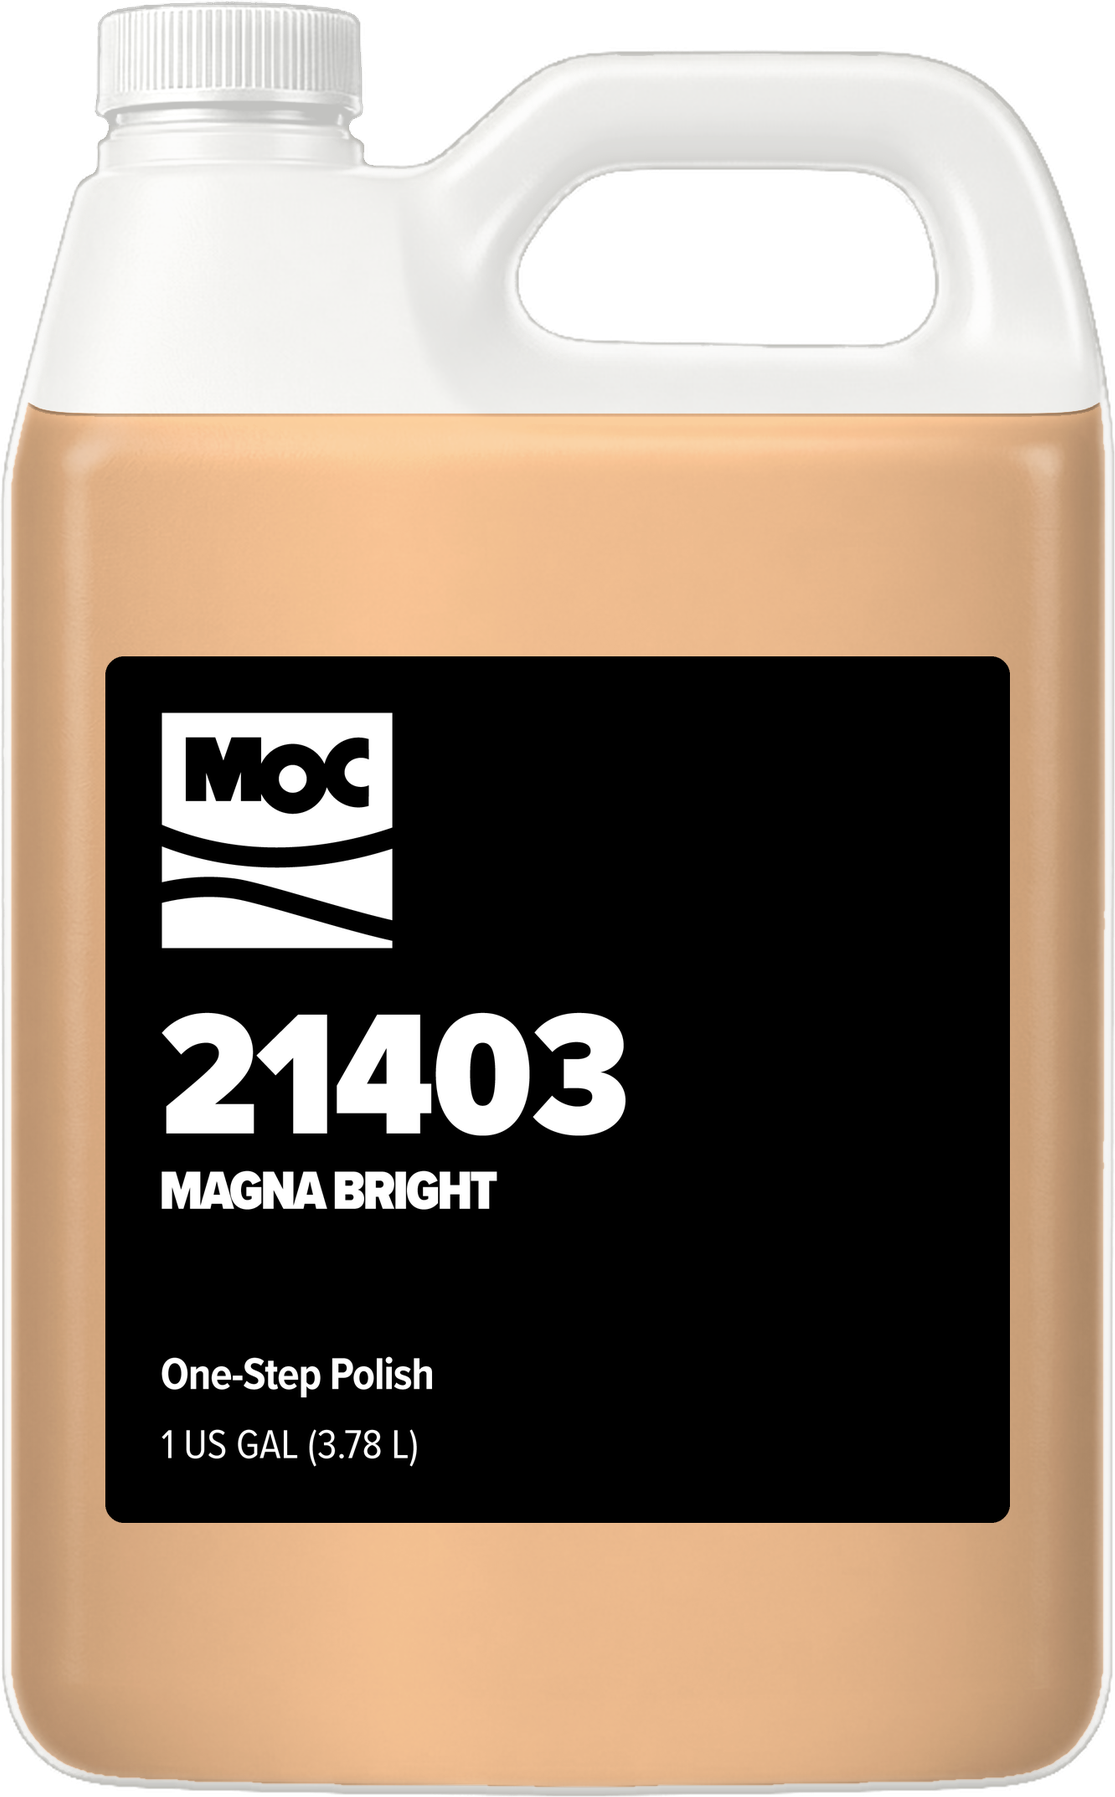 MOC
21403
MAGNA BRIGHT
One-Step Polish
1 US GAL (3.78 L)